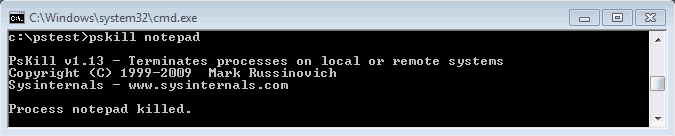 C:\Windows\system32\cmd.exe
c:\pstest>pskill notepad
PsKill v1.13 - Terminates processes on local or remote systems
Copyright (C) 1999-2009  Mark Russinovich
Sysinternals - www.sysinternals.com
Process notepad killed.